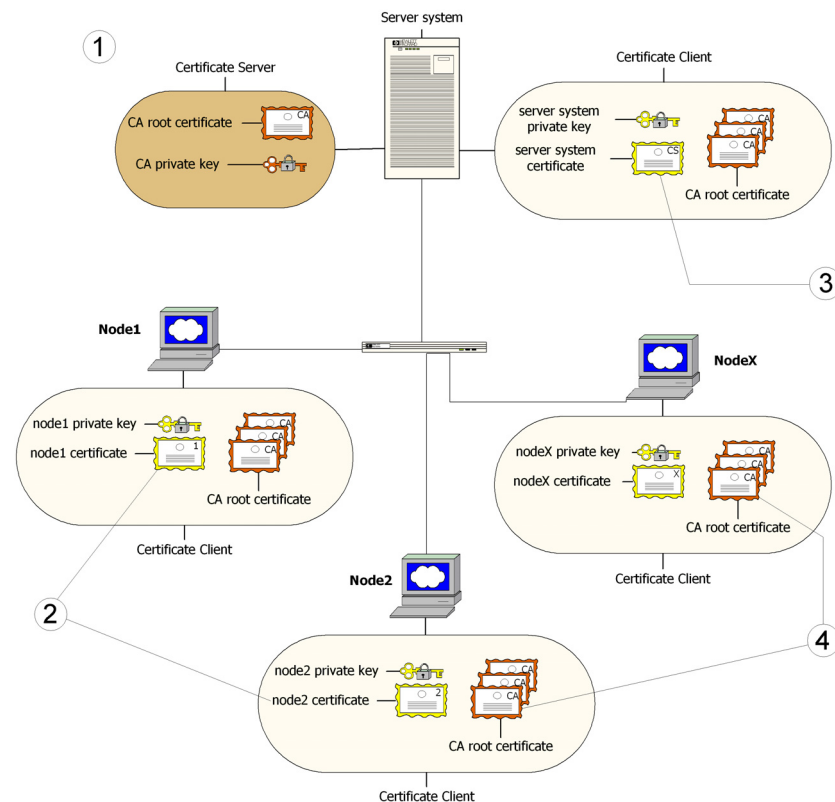 Server system
1
Certificate Server
CA root certificate
CA
CA private key
Certificate Client
server system
private key
server system
certificate
CS
CA
CA
CA
CA root certificate
3
Node1
NodeX
node1 private key
node1 certificate
1
CA
CA
CA
CA root certificate
Certificate Client
nodeX private key
nodeX certificate
X
CA
CA
CA
CA root certificate
Certificate Client
2
Node2
4
node2 private key
node2 certificate
2
CA
CA
CA
CA root certificate
Certificate Client